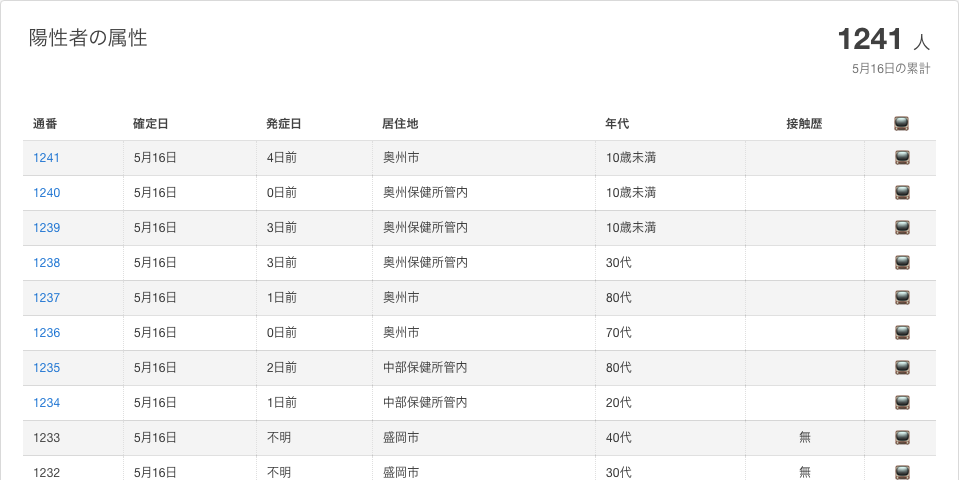 陽性者の属性
1241 人
5月16日の累計
通番 確定日 発症日 居住地 年代 接触歴
1241 5月16日 4日前 奥州市 10歳未満
1240 5月16日 0日前 奥州保健所管内 10歳未満
1239 5月16日 3日前 奥州保健所管内 10歳未満
1238 5月16日 3日前 奥州保健所管内 30代
1237 5月16日 1日前 奥州市 80代
1236 5月16日 0日前 奥州市 70代
1235 5月16日 2日前 中部保健所管内 80代
1234 5月16日 1日前 中部保健所管内 20代
1233 5月16日 不明 盛岡市 40代 無
1232 5月16日 不明 盛岡市 30代 無